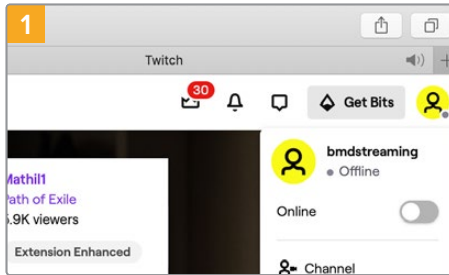 1
Twitch
30
Get Bits
bmdstreaming
Offline
Mathil1
Path of Exile
5.9K viewers
Online
Extension Enhanced
Channel